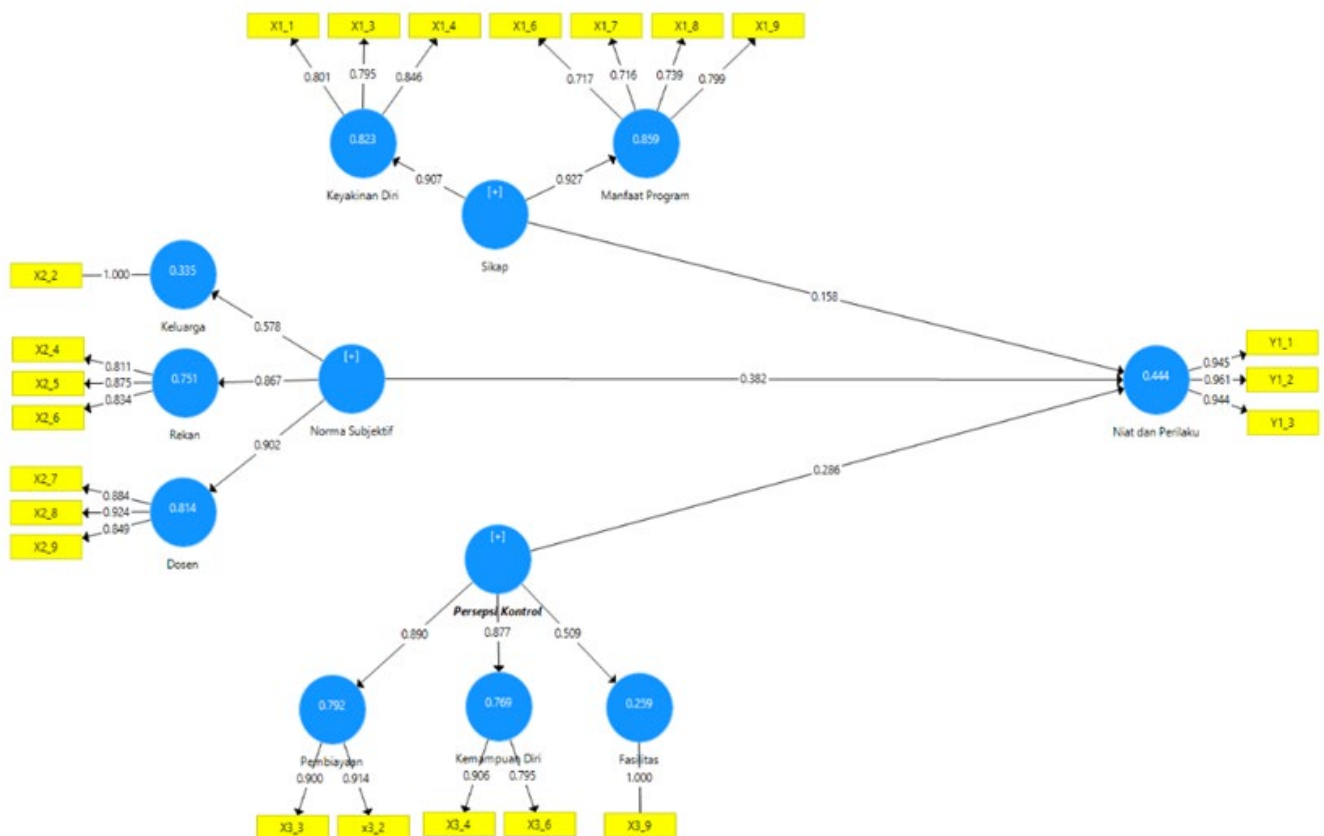 X1_1 X1_3 X1_4 X1_6 X1_7 X1_8 X1_9
0.801 0.795 0.846 0.717 0.716 0.739 0.799
0.823 0.859
Keyakinan Diri 0.907 0.927 Manfaat Program
[+]
Sikap
0.158
X2_2 1.000 0.335
Keluarga
0.578
X2_4 0.811
X2_5 0.875 0.751 0.867 [+]
X2_6 0.834
Rekan
Norma Subjektif
0.382
0.902
X2_7 0.884
X2_8 0.924 0.814
X2_9 0.849
Dosen
0.444
Niat dan Perilaku
0.945 Y1_1
0.961 Y1_2
0.944 Y1_3
0.286
[+]
Persepsi Kontrol
0.890 0.877 0.509
0.792 0.769 0.259
Pembiayaan Kemampuan Diri Fasilitas
0.900 0.914 0.906 0.795 1.000
X3_3 x3_2 X3_4 X3_6 X3_9